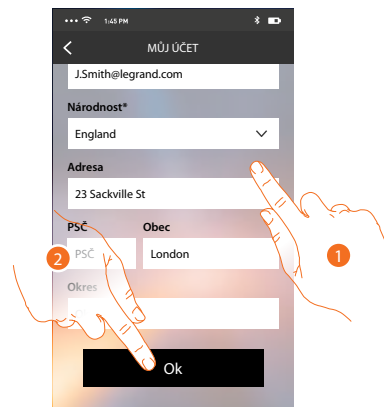 1:45 PM
MŮJ ÚČET
J.Smith@legrand.com
Národnost*
England
Adresa
23 Sackville St
PSČ Obec
PSČ London
Okres
Ok
1
2